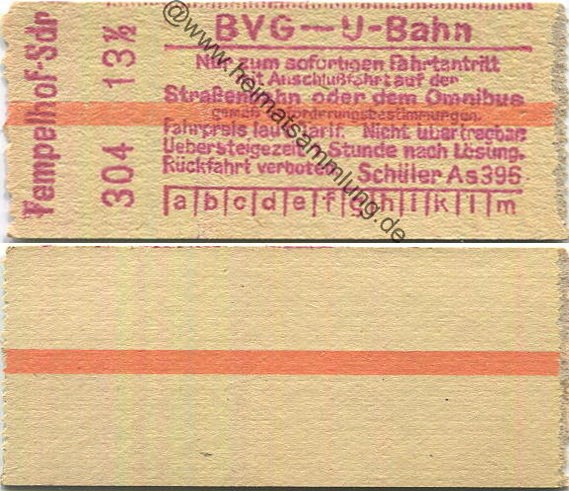 Tempelhof-Sdr
304 13½
BVG—U-Bahn
Nur zum sofortigen Fahrtantritt
mit Anschlußfahrt auf der
Straßenbahn oder dem Omnibus
gemäß Beförderungsbestimmungen.
Fahrpreis laut Tarif. Nicht übertragbar
Uebersteigezeit Stunde nach Lösung.
Rückfahrt verboten Schüler As396
a|b|c|d|e|f|g|h|i|k|l|m
@www.heimatsammlung.de